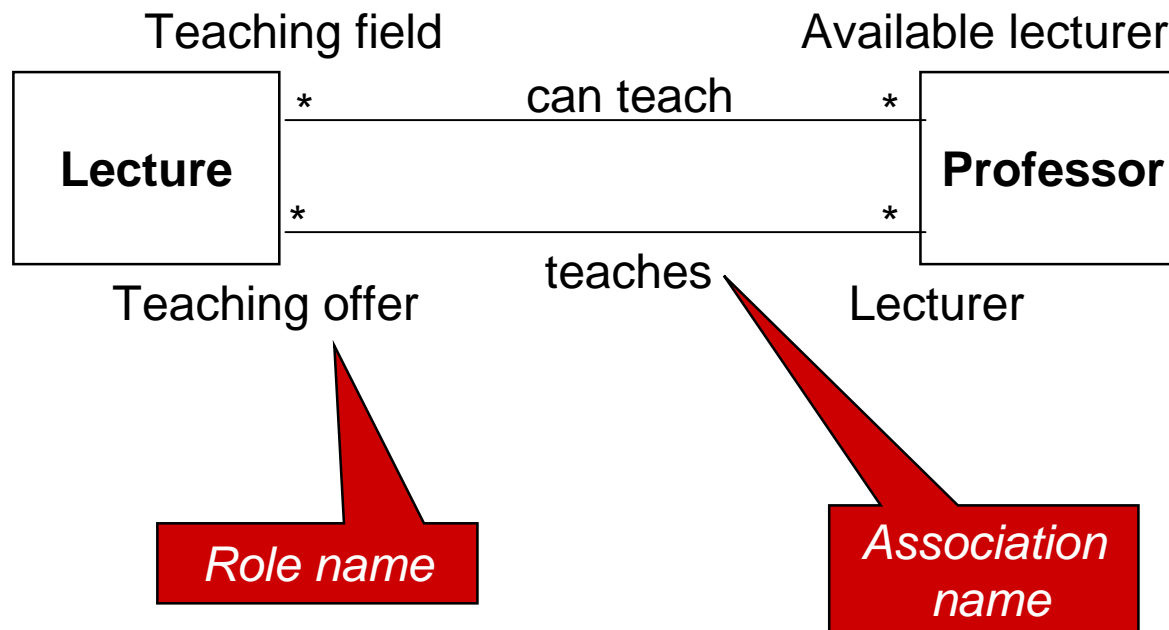 Teaching field
Available lecturer
* can teach *
Lecture
Professor
* *
teaches
Teaching offer
Lecturer
Role name
Association
name